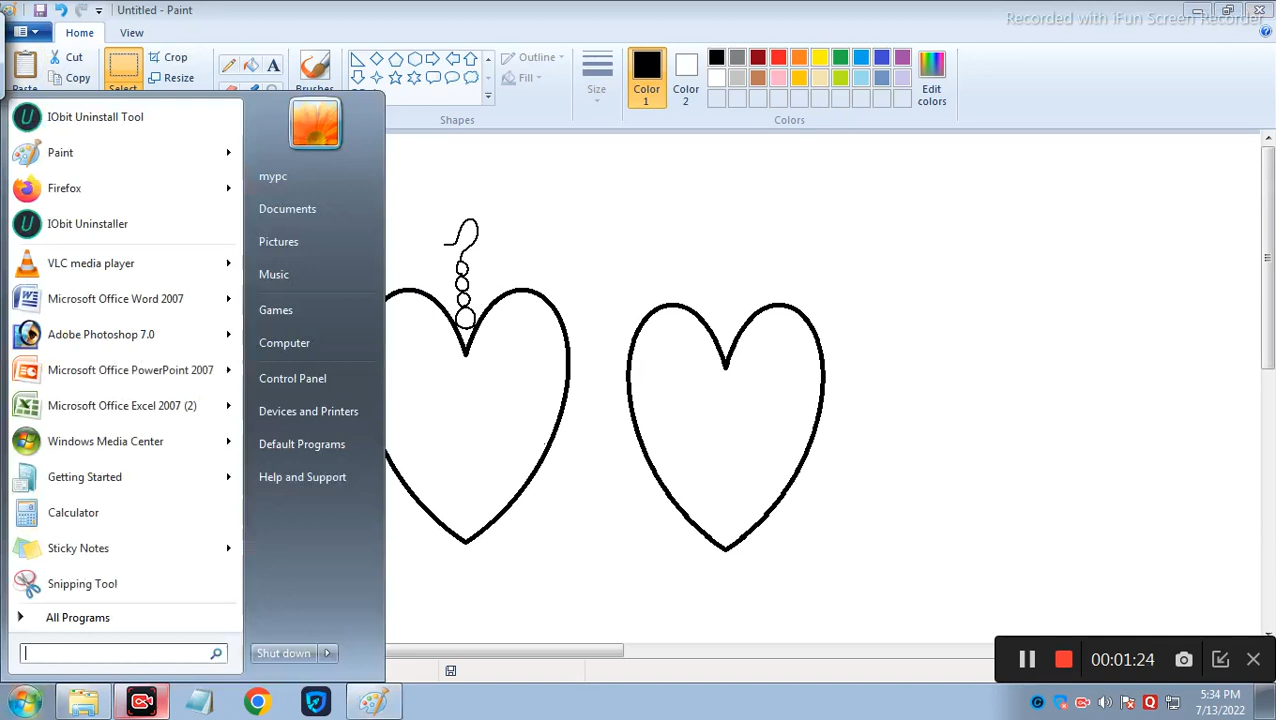 Untitled - Paint
Recorded with iFun Screen Recorder
Home
View
Cut
Copy
Paste
Crop
Resize
Select
Brushes
Outline
Fill
Shapes
Size
Color
1
Color
2
Edit
colors
Colors
IObit Uninstall Tool
Paint
Firefox
IObit Uninstaller
VLC media player
Microsoft Office Word 2007
Adobe Photoshop 7.0
Microsoft Office PowerPoint 2007
Microsoft Office Excel 2007 (2)
Windows Media Center
Getting Started
Calculator
Sticky Notes
Snipping Tool
All Programs
mypc
Documents
Pictures
Music
Games
Computer
Control Panel
Devices and Printers
Default Programs
Help and Support
Shut down
00:01:24
5:34 PM
7/13/2022